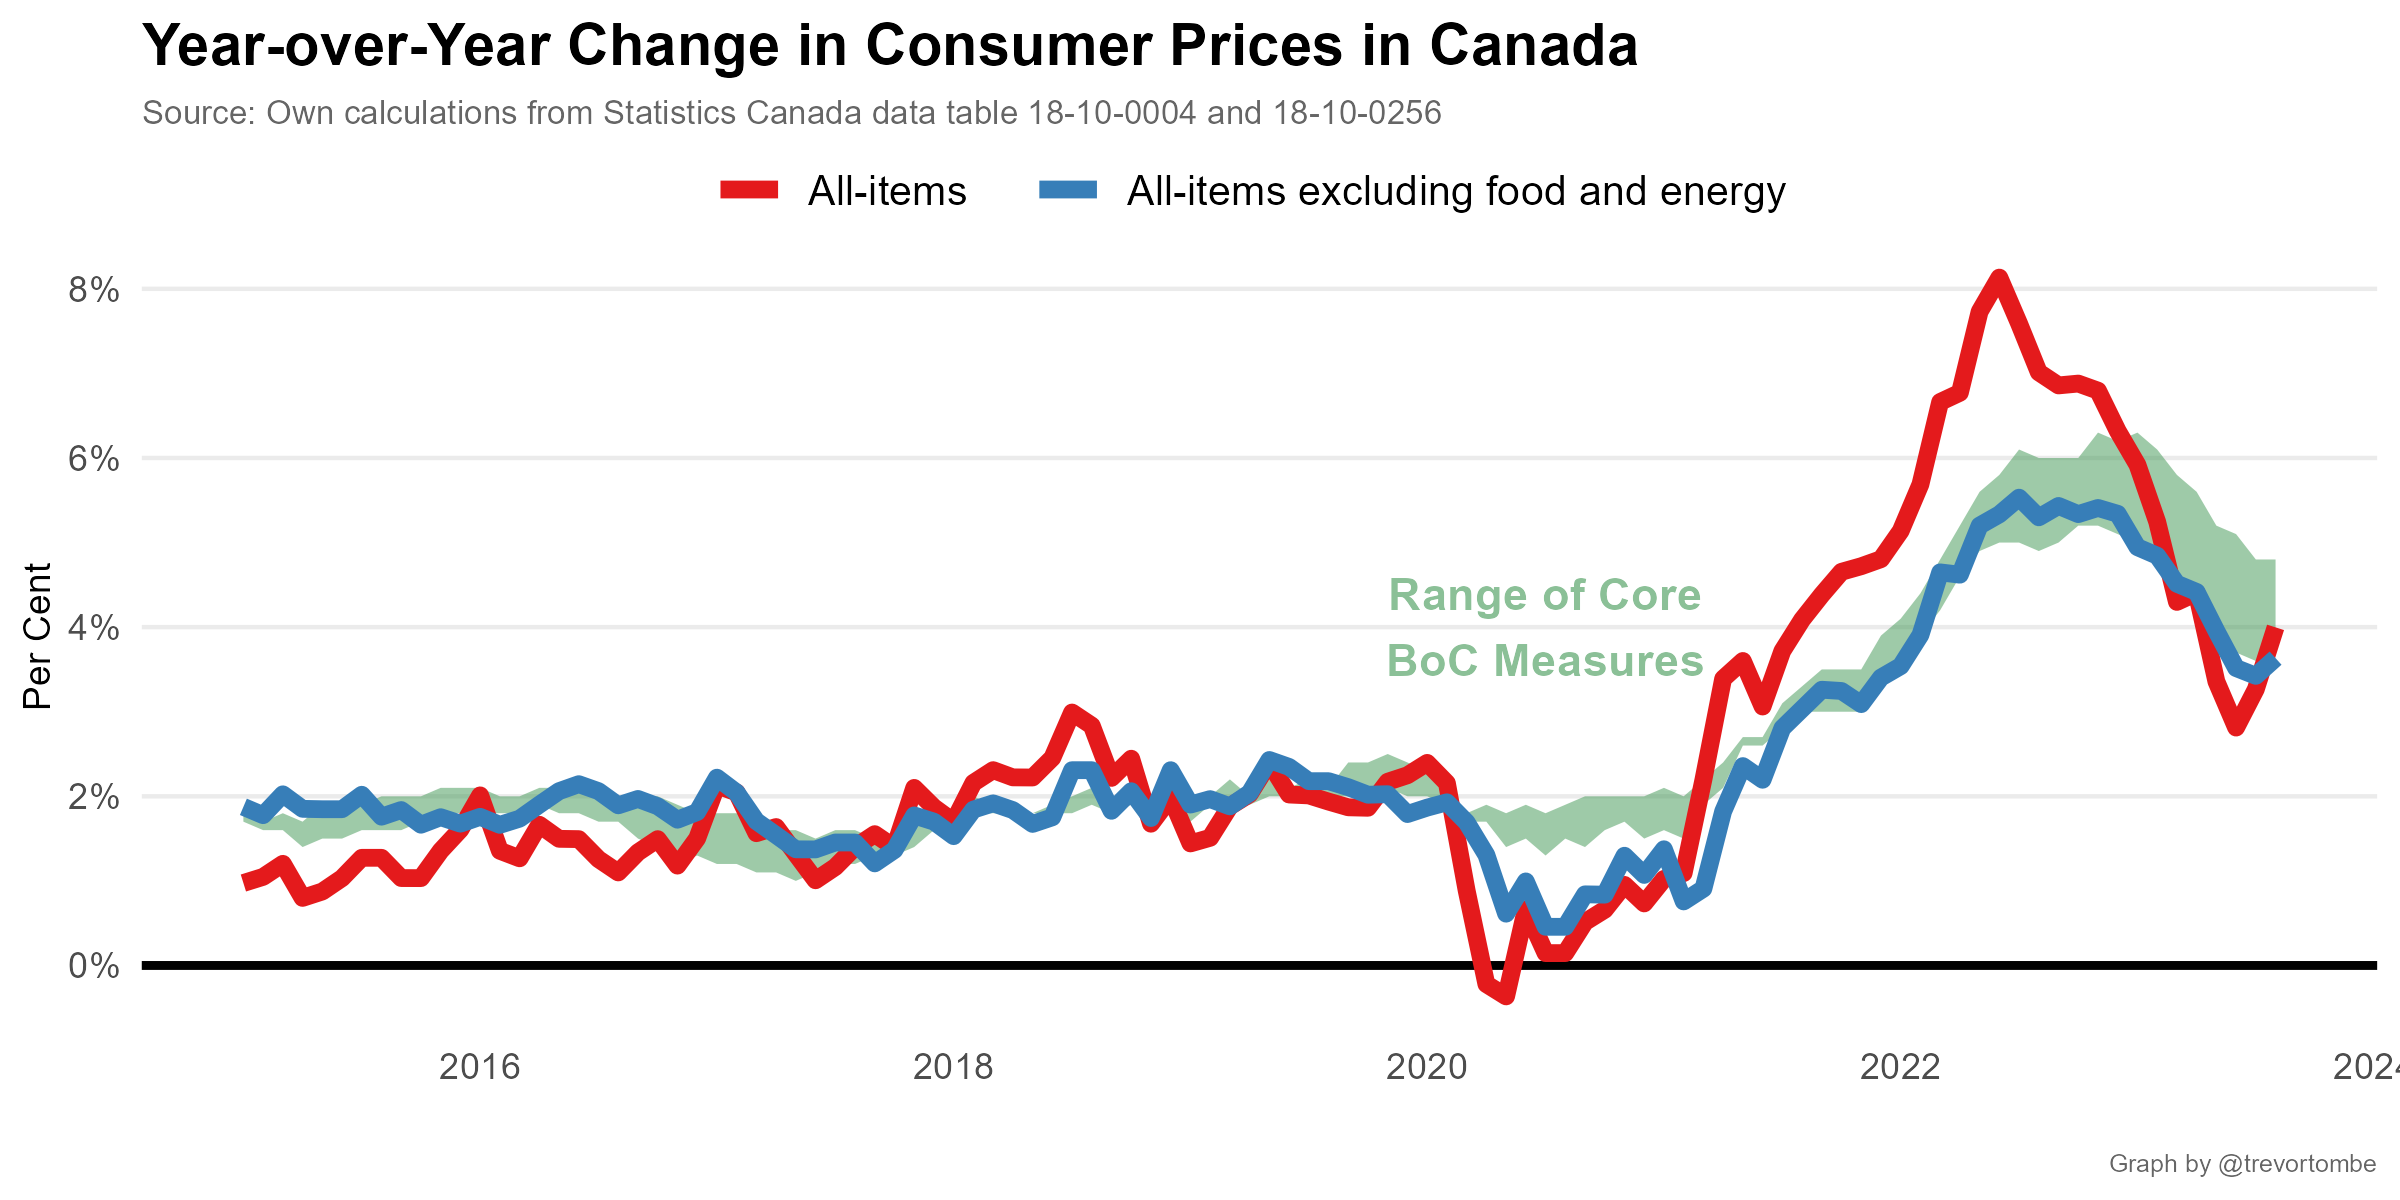 Year-over-Year Change in Consumer Prices in Canada
Source: Own calculations from Statistics Canada data table 18-10-0004 and 18-10-0256
All-items
All-items excluding food and energy
8%
6%
4%
2%
0%
Per Cent
Range of Core
BoC Measures
2016
2018
2020
2022
202
Graph by @trevortombe